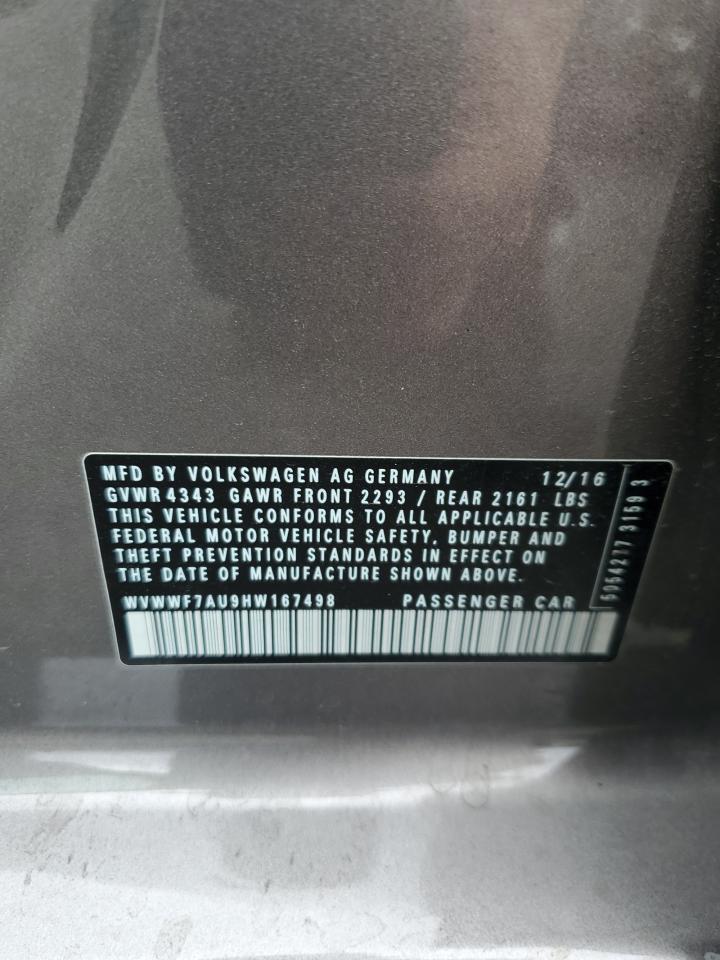 MFD BY VOLKSWAGEN AG GERMANY 12/16
GVWR 4343 GAWR FRONT 2293 / REAR 2161 LBS
THIS VEHICLE CONFORMS TO ALL APPLICABLE U.S.
FEDERAL MOTOR VEHICLE SAFETY, BUMPER AND
THEFT PREVENTION STANDARDS IN EFFECT ON
THE DATE OF MANUFACTURE SHOWN ABOVE.
WVWWF7AU9HW167498 PASSENGER CAR
3159 3